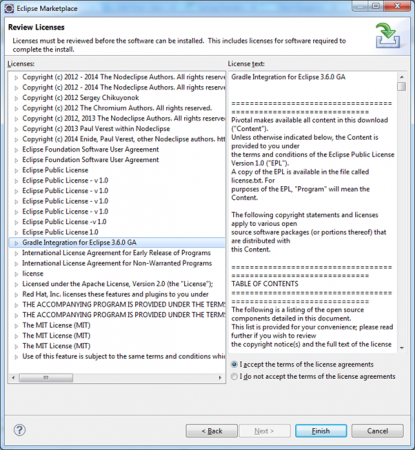 Eclipse Marketplace
Review Licenses
Licenses must be reviewed before the software can be installed. This includes licenses for software required to
complete the install.
Licenses:
Copyright (c) 2012 - 2014 The Nodeclipse Authors. All rights reserved.
Copyright (c) 2012 - 2014 The Nodeclipse Authors. All rights reserved.
Copyright (c) 2012 Sergey Chikuyonok
Copyright (c) 2012 The Chromium Authors. All rights reserved.
Copyright (c) 2012, 2013 The Nodeclipse Authors. All rights reserved.
Copyright (c) 2013 Paul Verest within Nodeclipse
Copyright (c) 2014 Enide, Paul Verest, other Nodeclipse authors. htt
Eclipse Foundation Software User Agreement
Eclipse Foundation Software User Agreement
Eclipse Public License
Eclipse Public License - v 1.0
Eclipse Public License - v 1.0
Eclipse Public License - v 1.0
Eclipse Public License - v 1.0
Eclipse Public License -v 1.0
Eclipse Public License 1.0
Gradle Integration for Eclipse 3.6.0 GA
International License Agreement for Early Release of Programs
International License Agreement for Non-Warranted Programs
license
Licensed under the Apache License, Version 2.0 (the "License");
Red Hat, Inc. licenses these features and plugins to you under
THE ACCOMPANYING PROGRAM IS PROVIDED UNDER THE TERMS
THE ACCOMPANYING PROGRAM IS PROVIDED UNDER THE TERMS
The MIT License (MIT)
The MIT License (MIT)
The MIT License (MIT)
Use of this feature is subject to the same terms and conditions whic
License text:
Gradle Integration for Eclipse 3.6.0 GA
====================================
==============================
Pivotal makes available all content in this download
("Content").
Unless otherwise indicated below, the Content is
provided to you under
the terms and conditions of the Eclipse Public License
Version 1.0 ("EPL").
A copy of the EPL is available in the file called
license.txt. For
purposes of the EPL, "Program" will mean the
Content.
The following copyright statements and licenses
apply to various open
source software packages (or portions thereof) that
are distributed with
this Content.
====================================
==============================
TABLE OF CONTENTS
====================================
==============================
The following is a listing of the open source
components detailed in this document.
This list is provided for your convenience; please read
further if you wish to review
the copyright notice(s) and the full text of the license
I accept the terms of the license agreements
I do not accept the terms of the license agreements
?
< Back
Next >
Finish
Cancel